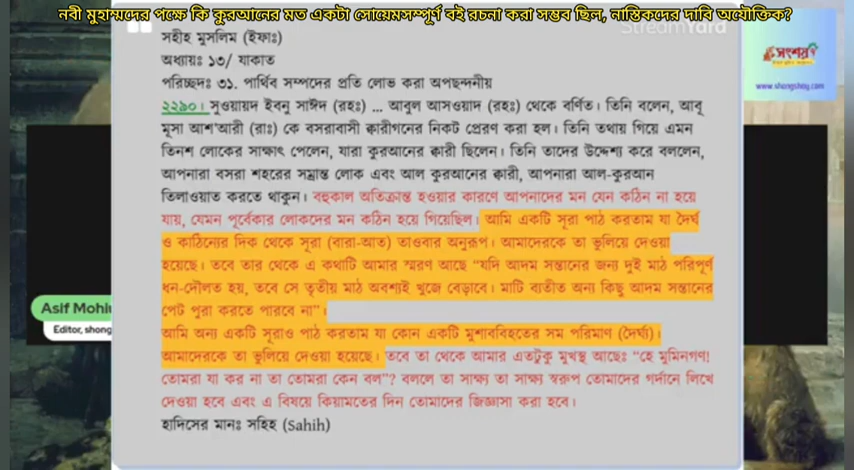 নবী মুহাম্মদের পক্ষে কি কুরআনের মত একটা সোয়েমসম্পূর্ণ বই রচনা করা সম্ভব ছিল, নাস্তিকদের দাবি অযৌক্তিক?
StreamYard
সহীহ মুসলিম (ইফাঃ)
অধ্যায়ঃ ১৩/ যাকাত
পরিচ্ছদঃ ৩১. পার্থিব সম্পদের প্রতি লোভ করা অপছন্দনীয়
২২৯০। সুওয়ায়দ ইবনু সাঈদ (রহঃ) ... আবুল আসওয়াদ (রহঃ) থেকে বর্ণিত। তিনি বলেন, আবূ
মূসা আশ'আরী (রাঃ) কে বসরাবাসী ক্বারীগনের নিকট প্রেরণ করা হল। তিনি তথায় গিয়ে এমন
তিনশ লোকের সাক্ষাৎ পেলেন, যারা কুরআনের ক্বারী ছিলেন। তিনি তাদের উদ্দেশ্য করে বললেন,
আপনারা বসরা শহরের সম্ভ্রান্ত লোক এবং আল কুরআনের ক্বারী, আপনারা আল-কুরআন
তিলাওয়াত করতে থাকুন। বহুকাল অতিক্রান্ত হওয়ার কারণে আপনাদের মন যেন কঠিন না হয়ে
যায়, যেমন পূর্বেকার লোকদের মন কঠিন হয়ে গিয়েছিল। আমি একটি সূরা পাঠ করতাম যা দৈর্ঘ
ও কাঠিন্যের দিক থেকে সূরা (বারা-আত) তাওবার অনুরূপ। আমাদেরকে তা ভুলিয়ে দেওয়া
হয়েছে। তবে তার থেকে এ কথাটি আমার স্মরণ আছে “যদি আদম সন্তানের জন্য দুই মাঠ পরিপূর্ণ
ধন-দৌলত হয়, তবে সে তৃতীয় মাঠ অবশ্যই খুজে বেড়াবে। মাটি ব্যতীত অন্য কিছু আদম সন্তানের
পেট পুরা করতে পারবে না”।
আমি অন্য একটি সূরাও পাঠ করতাম যা কোন একটি মুশাববিহতের সম পরিমাণ (দৈর্ঘ্য)।
আমাদেরকে তা ভুলিয়ে দেওয়া হয়েছে। তবে তা থেকে আমার এতটুকু মুখস্থ আছেঃ “হে মুমিনগণ!
তোমরা যা কর না তা তোমরা কেন বল”? বললে তা সাক্ষ্য তা সাক্ষ্য স্বরুপ তোমাদের গর্দানে লিখে
দেওয়া হবে এবং এ বিষয়ে কিয়ামতের দিন তোমাদের জিজ্ঞাসা করা হবে।
হাদিসের মানঃ সহিহ (Sahih)
Asif Mohiu
Editor, shong
সংশয়
www.shongshoy.com